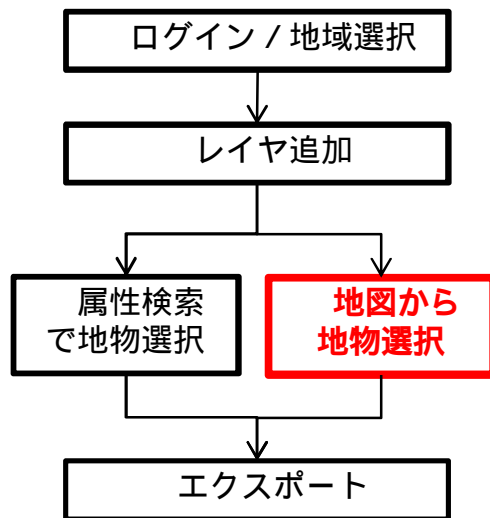 ログイン / 地域選択
レイヤ追加
属性検索
で地物選択
地図から
地物選択
エクスポート